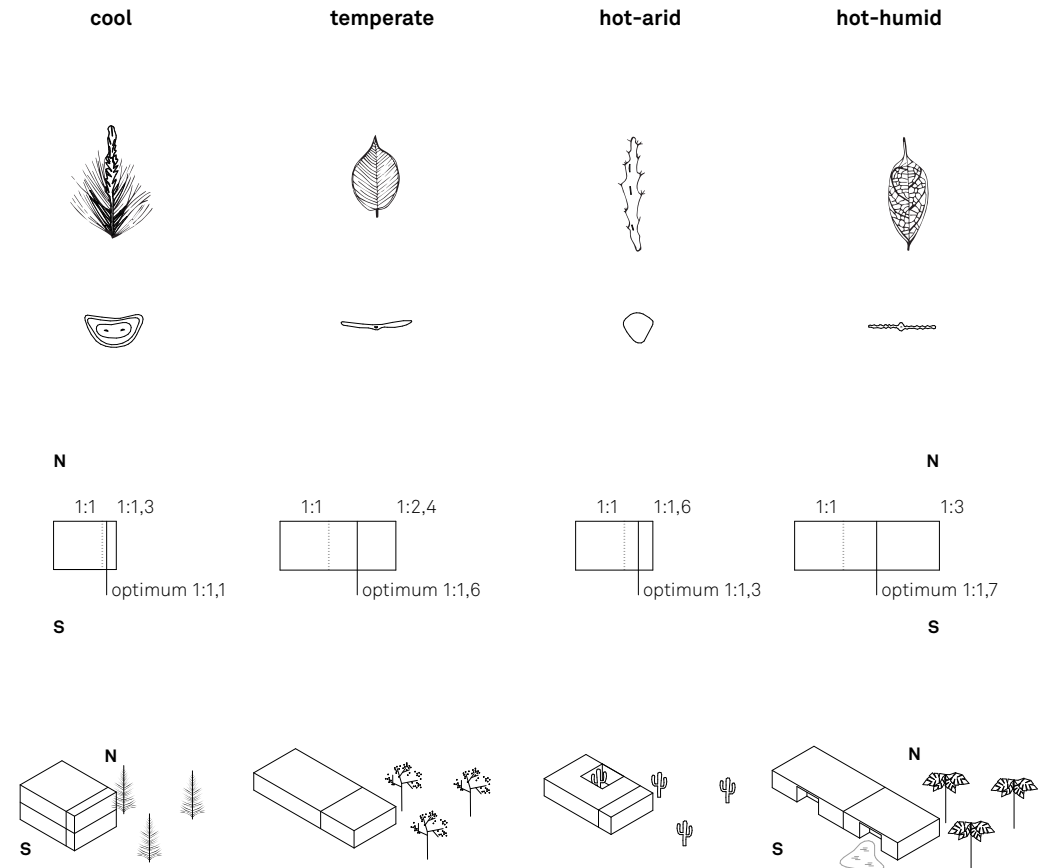 cool temperate hot-arid hot-humid
N N
1:1 1:1,3 1:1 1:2,4 1:1 1:1,6 1:1 1:3
optimum 1:1,1 optimum 1:1,6 optimum 1:1,3 optimum 1:1,7
S S
N N
S S